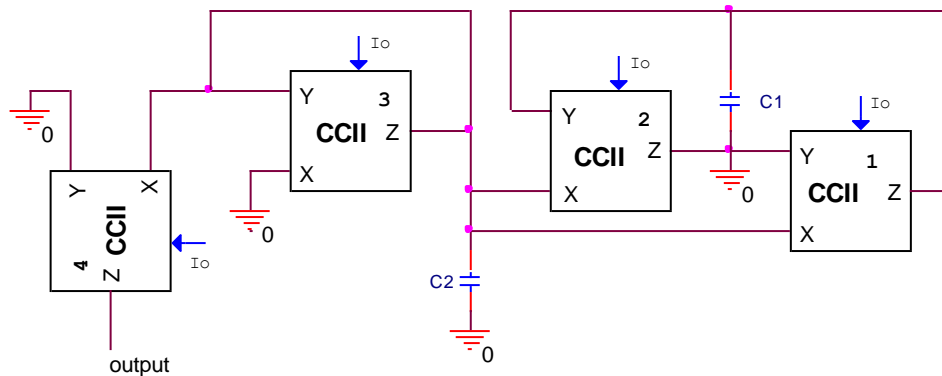 Io
Io
Y
3
CCII
Z
X
0
0
Y
X
CCII
4
Z
Io
output
C2
0
Y
2
CCII
Z
X
C1
0
Io
Y
1
CCII
Z
X